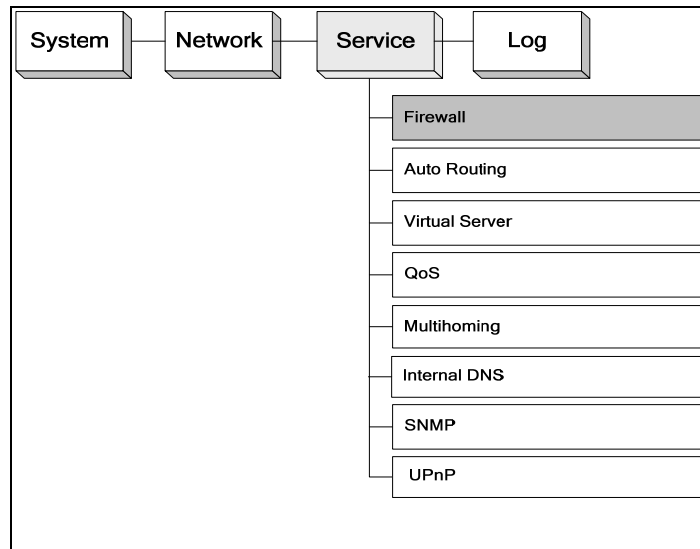 System Network Service Log
Firewall
Auto Routing
Virtual Server
QoS
Multihoming
Internal DNS
SNMP
UPnP